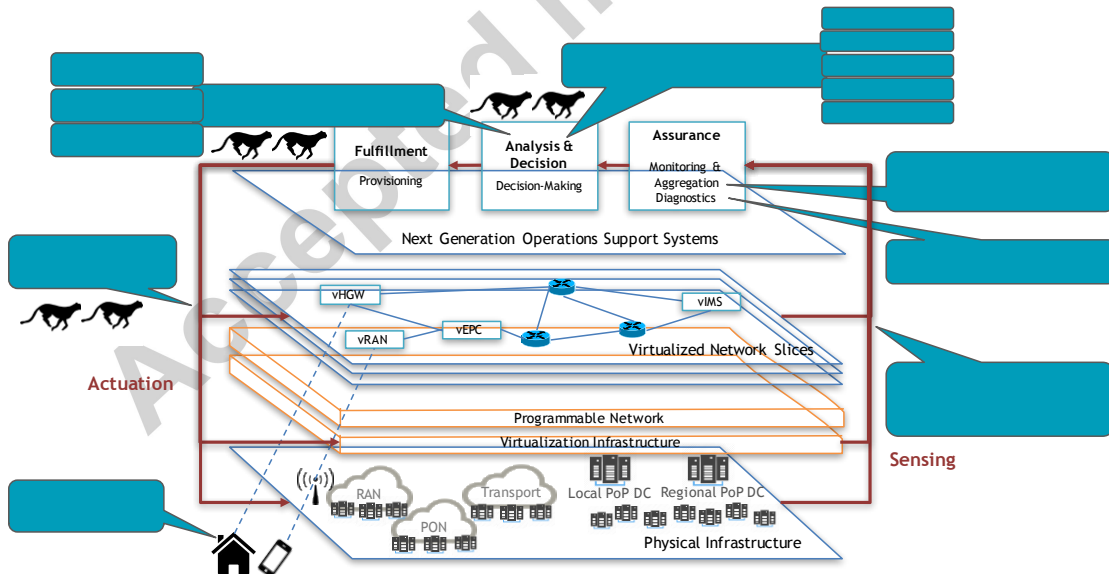 Accepted
Fulfillment
Provisioning
Analysis &
Decision
Decision-Making
Assurance
Monitoring &
Aggregation
Diagnostics
Next Generation Operations Support Systems
vHGW
vIMS
vEPC
vRAN
Virtualized Network Slices
Actuation
Programmable Network
Virtualization Infrastructure
Sensing
RAN
Transport
Local PoP DC
Regional PoP DC
PON
Physical Infrastructure